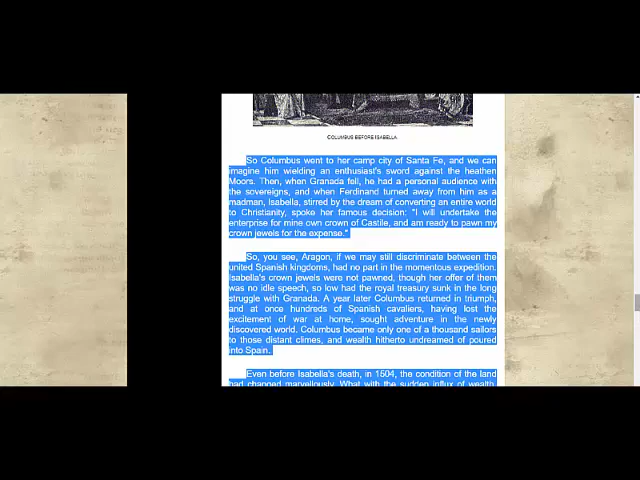 COLUMBUS BEFORE ISABELLA
So Columbus went to her camp city of Santa Fe, and we can
imagine him wielding an enthusiast's sword against the heathen
Moors. Then, when Granada fell, he had a personal audience with
the sovereigns, and when Ferdinand turned away from him as a
madman, Isabella, stirred by the dream of converting an entire world
to Christianity, spoke her famous decision: "I will undertake the
enterprise for mine own crown of Castile, and am ready to pawn my
crown jewels for the expense."
So, you see, Aragon, if we may still discriminate between the
united Spanish kingdoms, had no part in the momentous expedition.
Isabella's crown jewels were not pawned, though her offer of them
was no idle speech, so low had the royal treasury sunk in the long
struggle with Granada. A year later Columbus returned in triumph,
and at once hundreds of Spanish cavaliers, having lost the
excitement of war at home, sought adventure in the newly
discovered world. Columbus became only one of a thousand sailors
to those distant climes, and wealth hitherto undreamed of poured
into Spain.
Even before Isabella's death, in 1504, the condition of the land
had changed marvellously. What with the sudden influx of wealth,